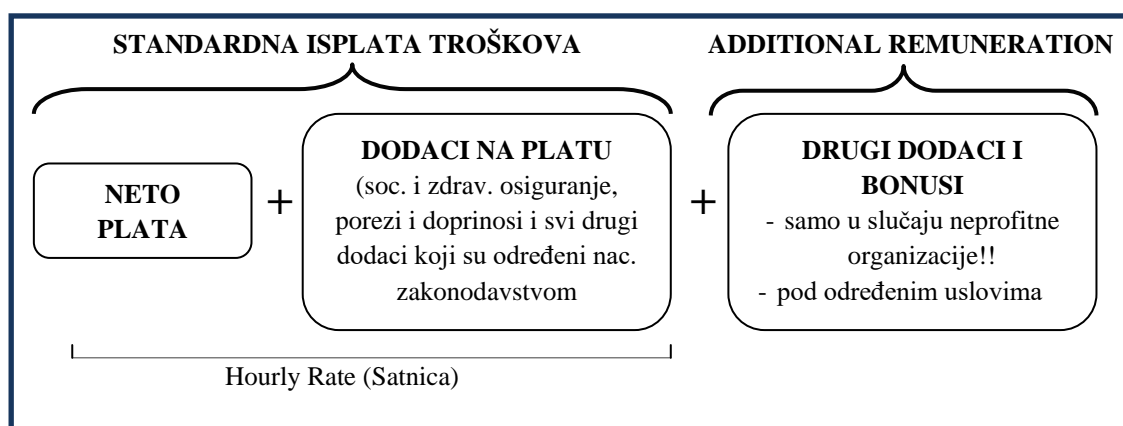 STANDARDNA ISPLATA TROŠKOVA
ADDITIONAL REMUNERATION
NETO
PLATA
+
DODACI NA PLATU
(soc. i zdrav. osiguranje,
porezi i doprinosi i svi drugi
dodaci koji su određeni nac.
zakonodavstvom
+
DRUGI DODACI I
BONUSI
- samo u slučaju neprofitne
organizacije!!
- pod određenim uslovima
Hourly Rate (Satnica)